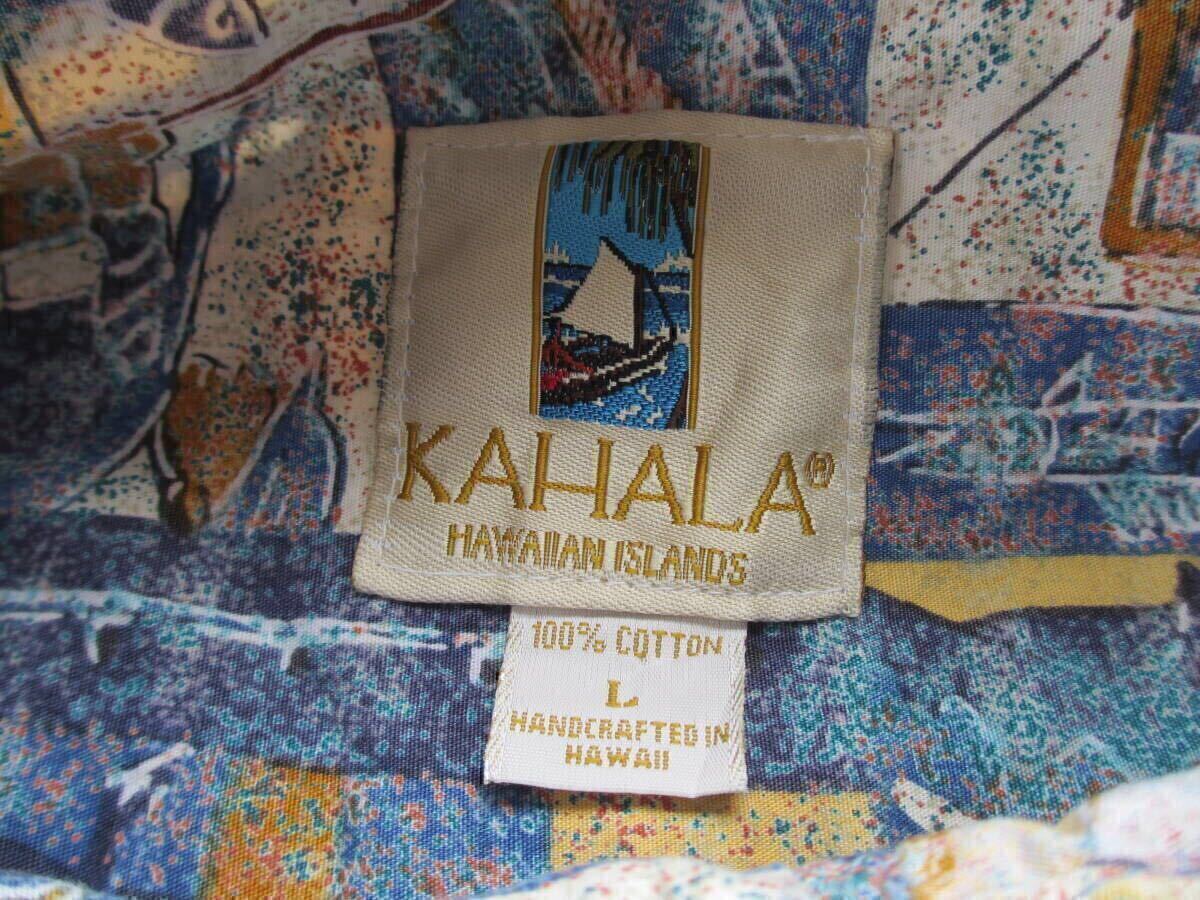 KAHALA®
HAWAIIAN ISLANDS
100% COTTON
L
HANDCRAFTED IN
HAWAII